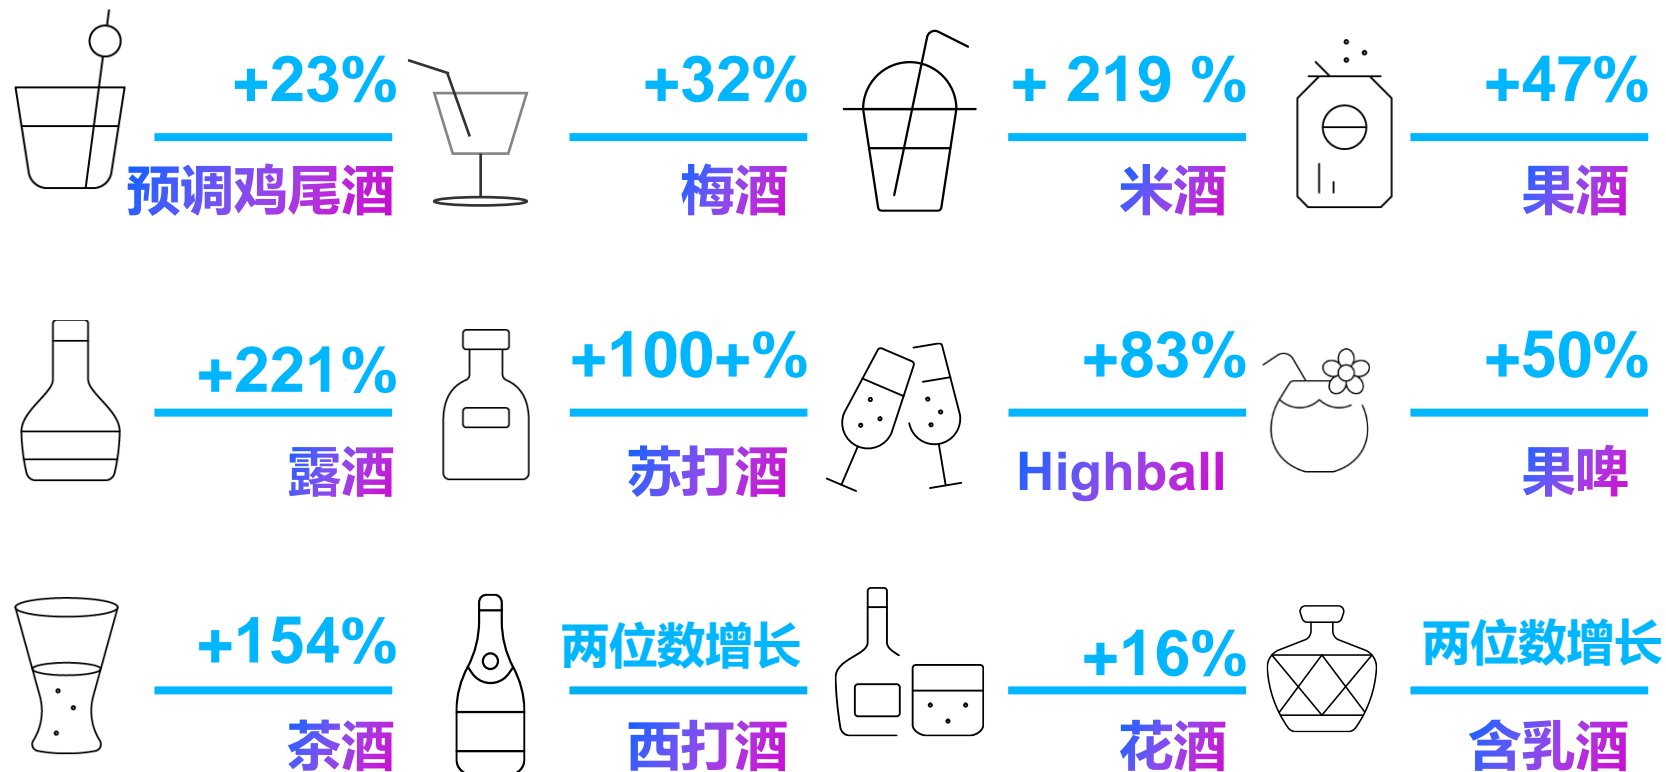 +23%
+32%
+ 219 %
+47%
预调鸡尾酒
梅酒
米酒
果酒
+221%
+100+%
+83%
+50%
露酒
苏打酒
Highball
果啤
+154%
两位数增长
+16%
两位数增长
茶酒
西打酒
花酒
含乳酒